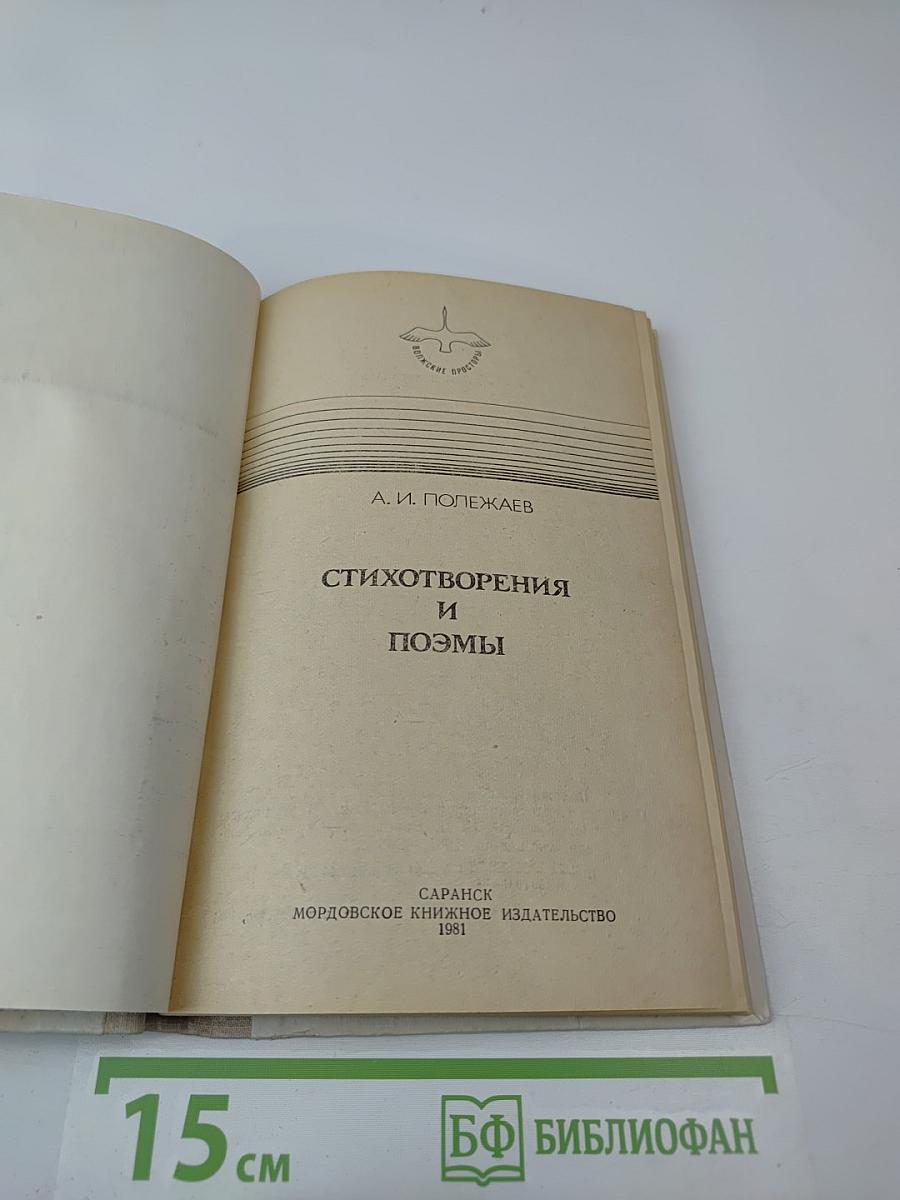 ВОЛЖСКИЕ ПРОСТОРЫ
А. И. ПОЛЕЖАЕВ
СТИХОТВОРЕНИЯ
И
ПОЭМЫ
САРАНСК
МОРДОВСКОЕ КНИЖНОЕ ИЗДАТЕЛЬСТВО
1981
15 см
БФ БИБЛИОФАН